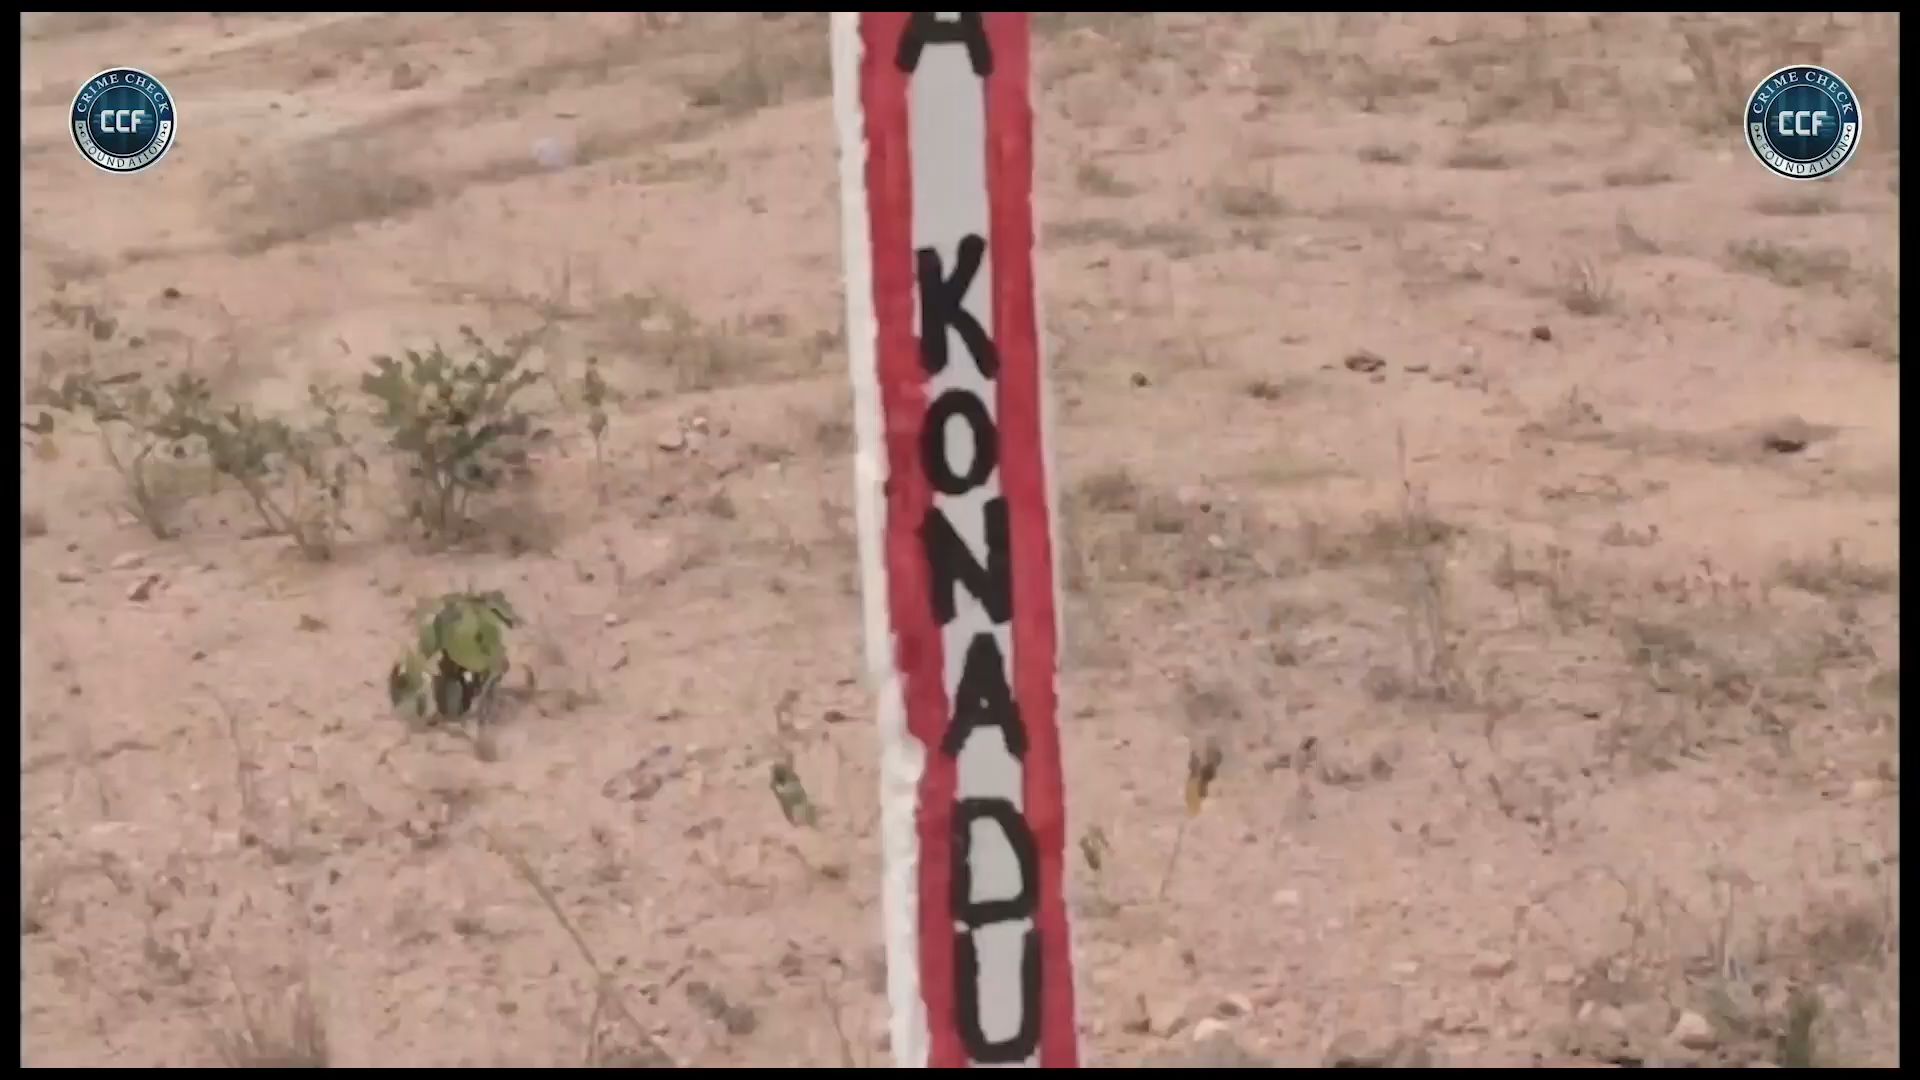 CRIME CHECK
CCF
FOUNDATION
CRIME CHECK
CCF
FOUNDATION
A
KONADU